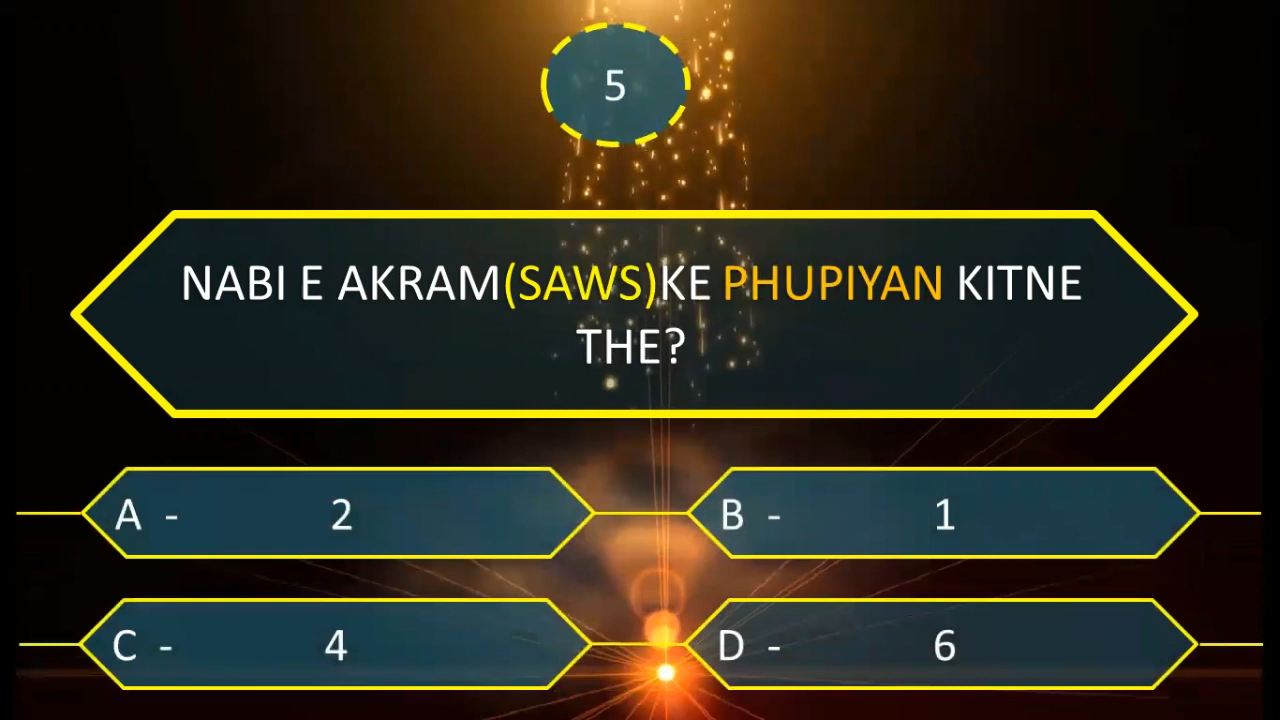 5
NABI E AKRAM(SAWS)KE PHUPIYAN KITNE
THE?
A - 2
B - 1
C - 4
D - 6